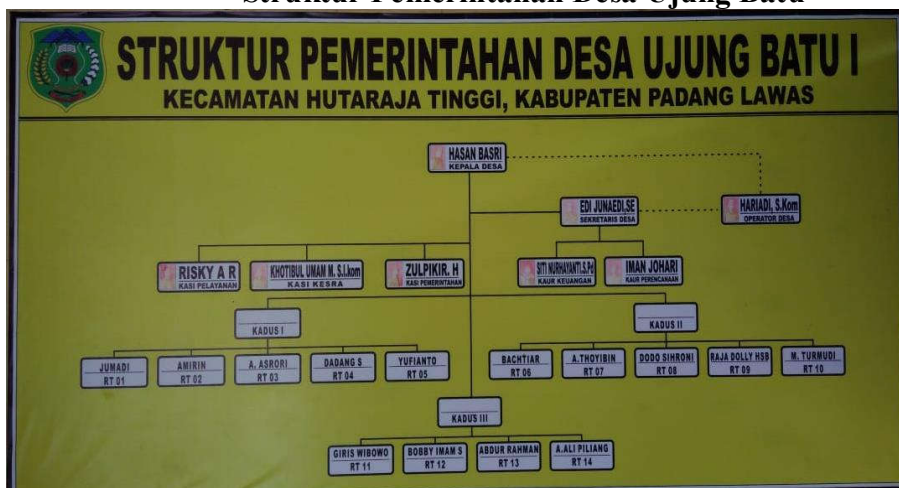 Struktur Pemerintahan Desa Ujung Batu
STRUKTUR PEMERINTAHAN DESA UJUNG BATU I
KECAMATAN HUTARAJA TINGGI, KABUPATEN PADANG LAWAS
HASAN BASRI
KEPALA DESA
EDI JUNAEDI,SE
SEKRETARIS DESA
HARIADI, S.Kom
OPERATOR DESA
RISKY A R
KASI PELAYANAN
KHOTIBUL UMAM M. S.I.kom
KASI KESRA
ZULPIKIR. H
KASI PEMERINTAHAN
SITI NURHAYANTI.S.Pd
KAUR KEUANGAN
IMAN JOHARI
KAUR PERENCANAAN
KADUS I
KADUS II
JUMADI
RT 01
AMIRIN
RT 02
A. ASRORI
RT 03
DADANG S
RT 04
YUFIANTO
RT 05
BACHTIAR
RT 06
A.THOYIBIN
RT 07
DODO SIHRONI
RT 08
RAJA DOLLY HSB
RT 09
M. TURMUDI
RT 10
KADUS III
GIRIS WIBOWO
RT 11
BOBBY IMAM S
RT 12
ABDUR RAHMAN
RT 13
A.ALI PILIANG
RT 14